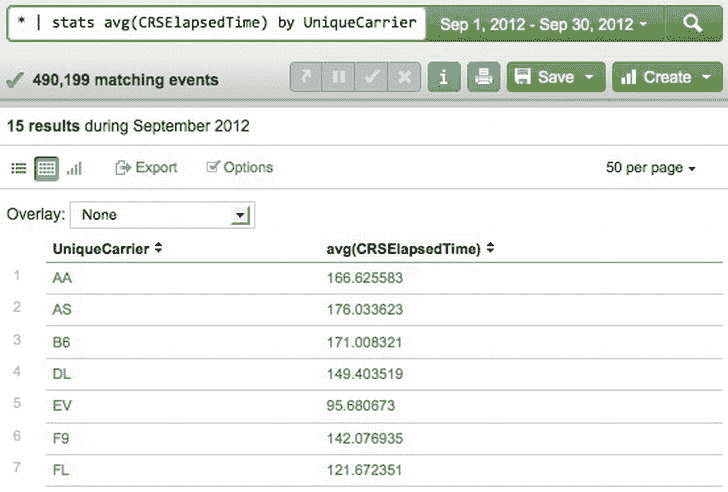 * | stats avg(CRSElapsedTime) by UniqueCarrier Sep 1, 2012 - Sep 30, 2012
490,199 matching events i Save Create
15 results during September 2012
Export Options 50 per page
Overlay: None
UniqueCarrier avg(CRSElapsedTime)
1 AA 166.625583
2 AS 176.033623
3 B6 171.008321
4 DL 149.403519
5 EV 95.680673
6 F9 142.076935
7 FL 121.672351